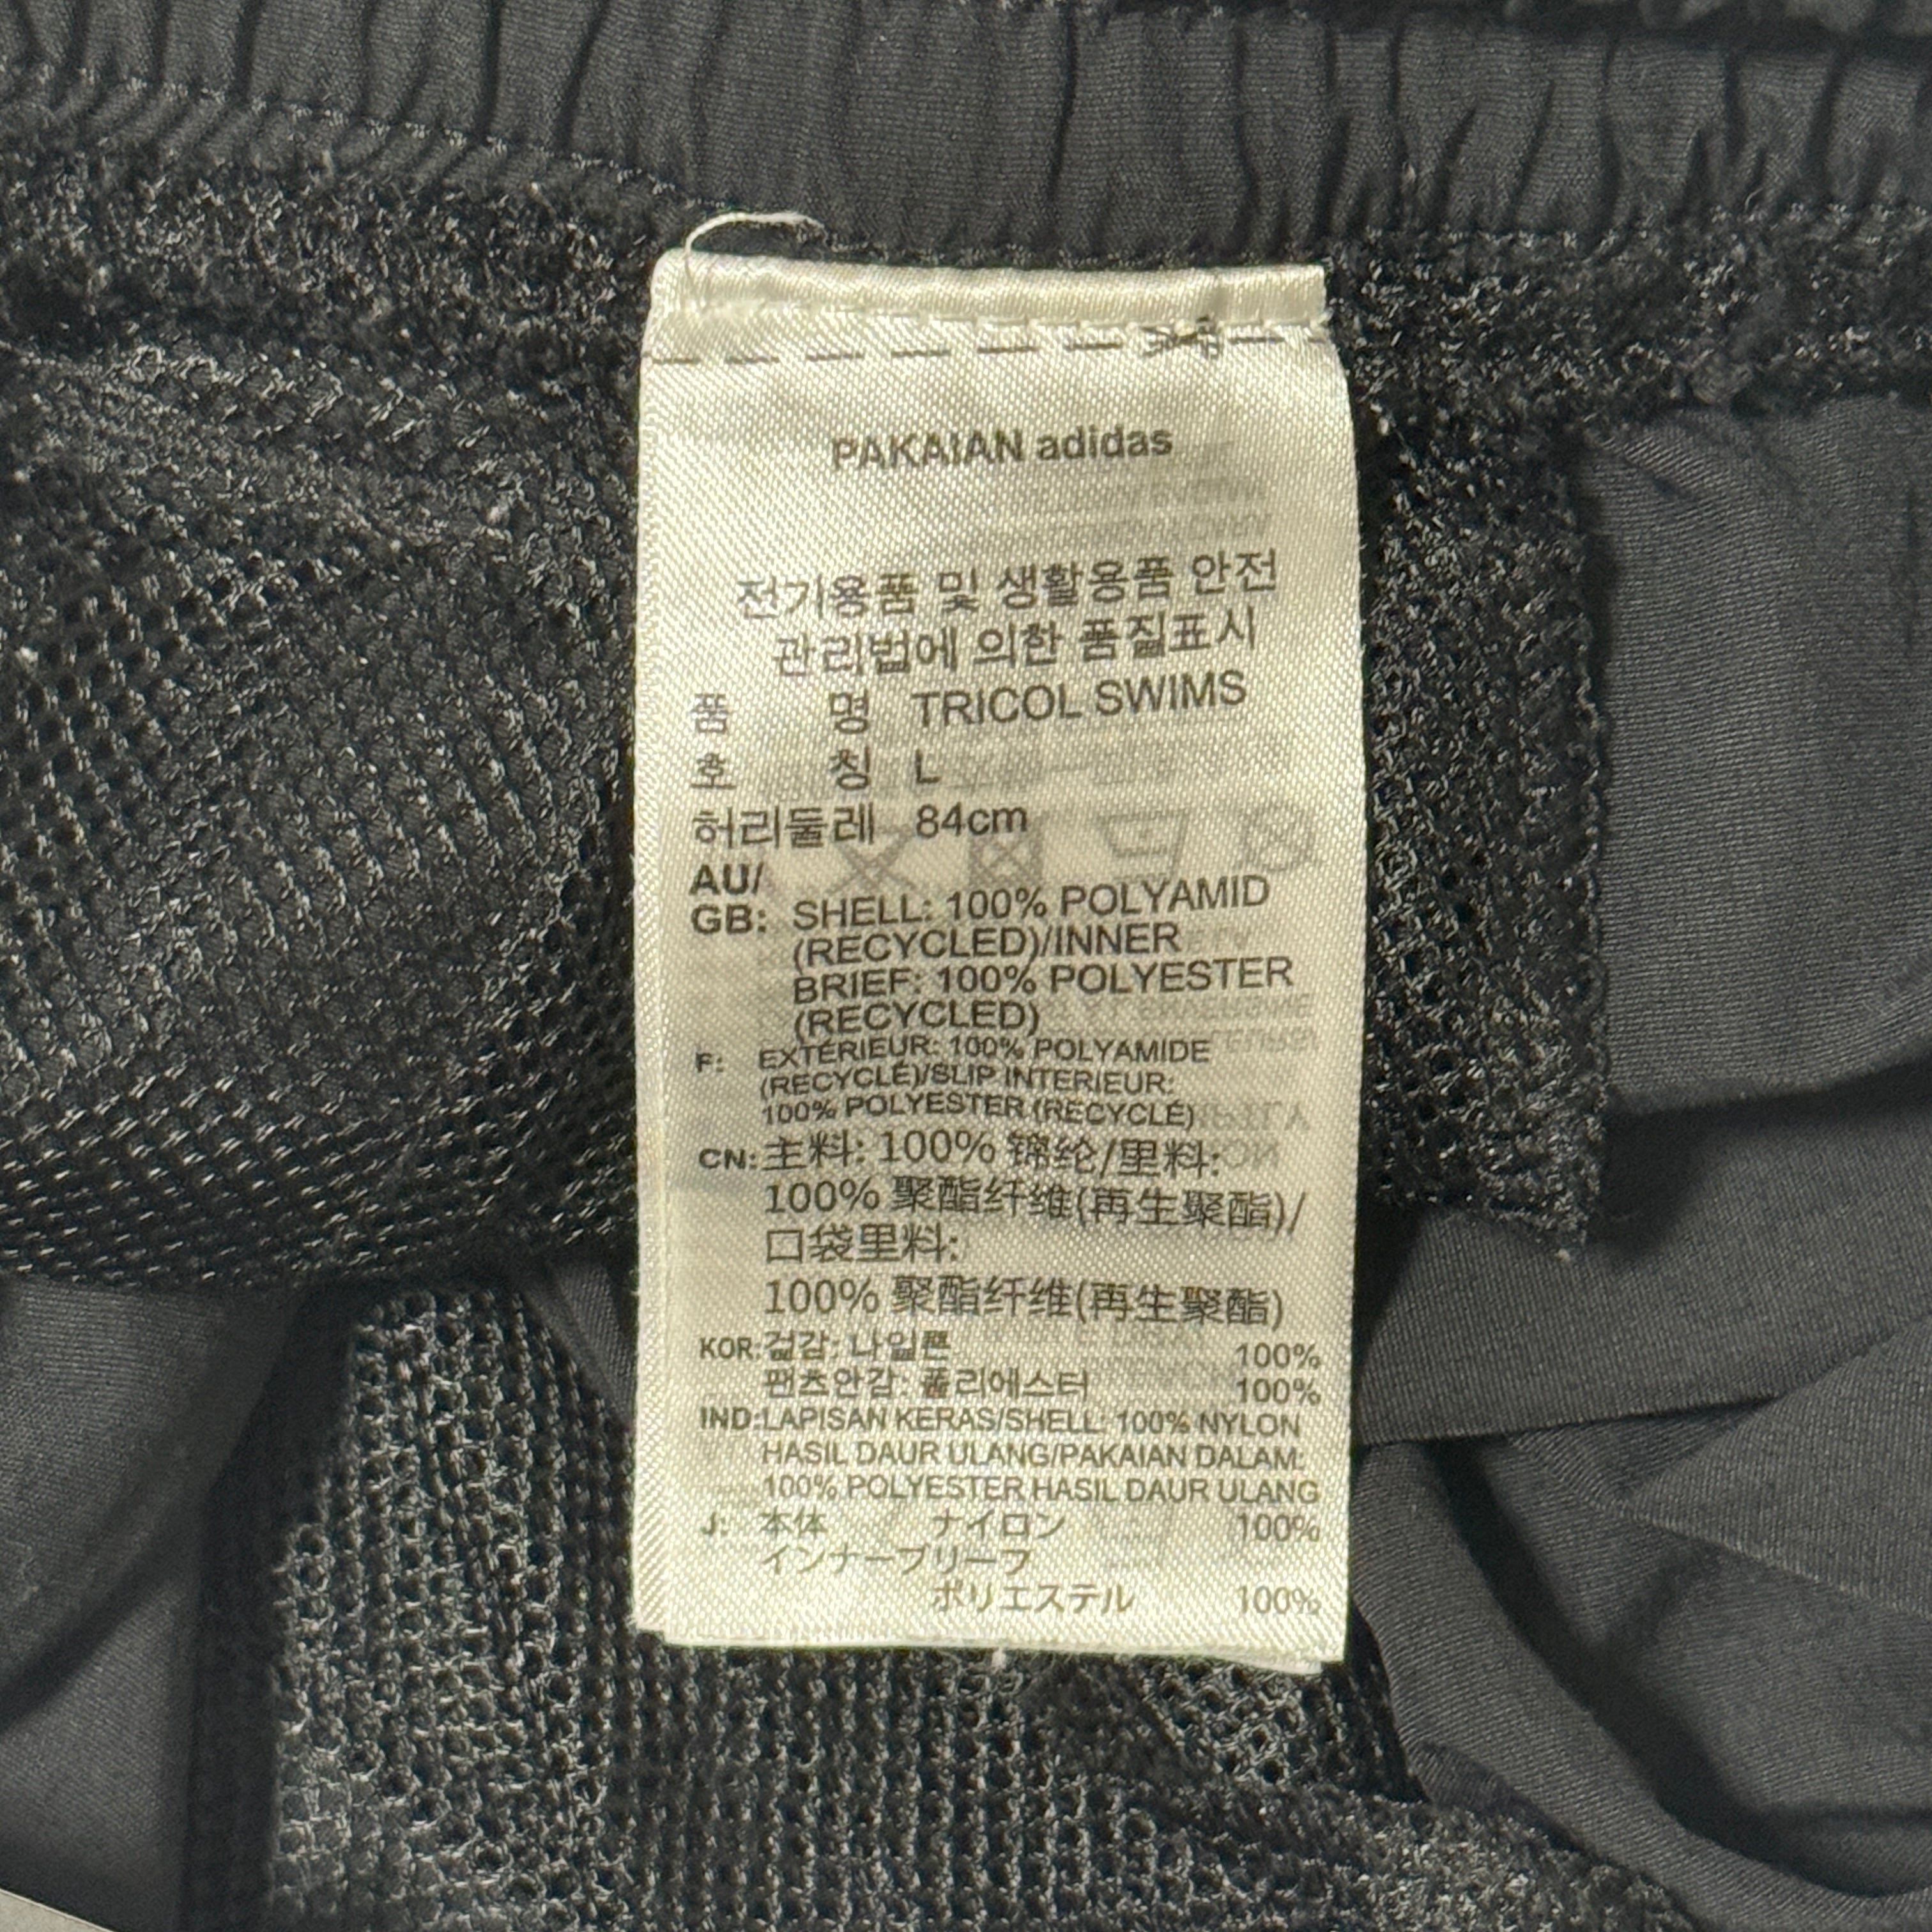 PAKAIAN adidas
전기용품 및 생활용품 안전
관리법에 의한 품질표시
품 명 TRICOL SWIMS
호 칭 L
허리둘레 84cm
AU/
GB: SHELL: 100% POLYAMID
(RECYCLED)/INNER
BRIEF: 100% POLYESTER
(RECYCLED)
F: EXTÉRIEUR: 100% POLYAMIDE
(RECYCLÉ)/SLIP INTERIEUR:
100% POLYESTER (RECYCLÉ)
CN: 主料: 100% 锦纶/里料:
100% 聚酯纤维(再生聚酯)/
口袋里料:
100% 聚酯纤维(再生聚酯)
KOR: 겉감: 나일론 100%
팬츠안감: 폴리에스터 100%
IND: LAPISAN KERAS/SHELL: 100% NYLON
HASIL DAUR ULANG/PAKAIAN DALAM:
100% POLYESTER HASIL DAUR ULANG
J: 本体 ナイロン 100%
インナーブリーフ
ポリエステル 100%